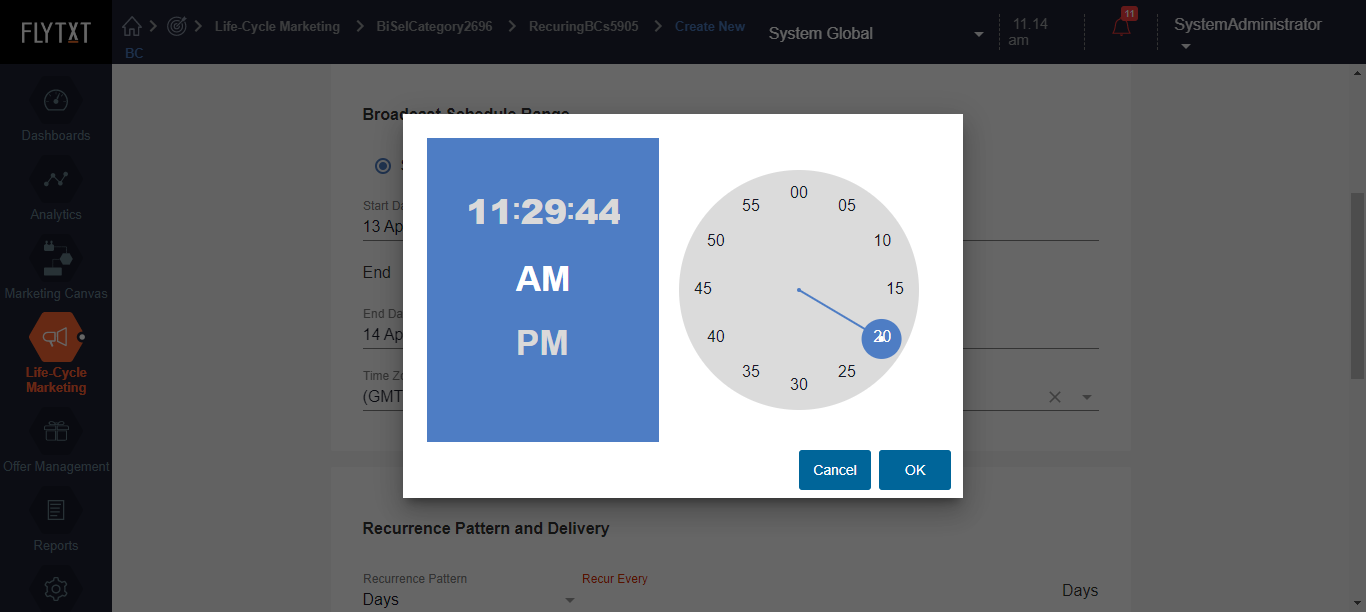 FLYTXT
Life-Cycle Marketing
BiSelCategory2696
RecuringBCs5905
Create New
BC
System Global
11.14
am
11
SystemAdministrator
Dashboards
Analytics
Marketing Canvas
Life-Cycle
Marketing
Offer Management
Reports
Broadcast Schedule Range
Start Da
13 Ap
End
End Da
14 Ap
Time Zo
(GMT
11:29:44
AM
PM
00
05
10
15
20
25
30
35
40
45
50
55
Cancel
OK
Recurrence Pattern and Delivery
Recurrence Pattern
Days
Recur Every
Days